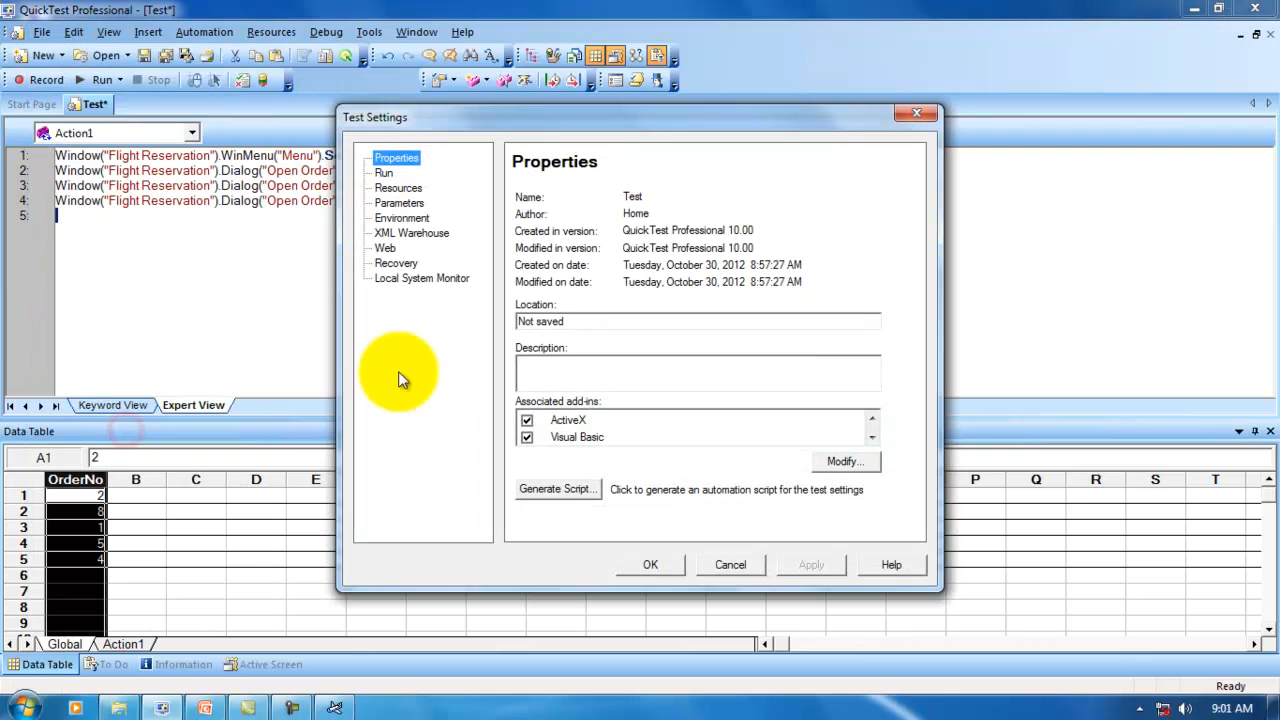 QuickTest Professional - [Test*]
File Edit View Insert Automation Resources Debug Tools Window Help
New Open
Record Run Stop
Start Page Test*
Action1
1: Window("Flight Reservation").WinMenu("Menu").S
2: Window("Flight Reservation").Dialog("Open Order"
3: Window("Flight Reservation").Dialog("Open Order"
4: Window("Flight Reservation").Dialog("Open Order"
5:
Test Settings
Properties
Run
Resources
Parameters
Environment
XML Warehouse
Web
Recovery
Local System Monitor
Properties
Name: Test
Author: Home
Created in version: QuickTest Professional 10.00
Modified in version: QuickTest Professional 10.00
Created on date: Tuesday, October 30, 2012 8:57:27 AM
Modified on date: Tuesday, October 30, 2012 8:57:27 AM
Location:
Not saved
Description:
Associated add-ins:
ActiveX
Visual Basic
Modify...
Generate Script... Click to generate an automation script for the test settings
OK Cancel Apply Help
Keyword View Expert View
Data Table
A1 2
OrderNo B C D E P Q R S T
1 2
2 8
3 1
4 5
5 4
6
7
8
9
Global Action1
Data Table To Do Information Active Screen
Ready
9:01 AM